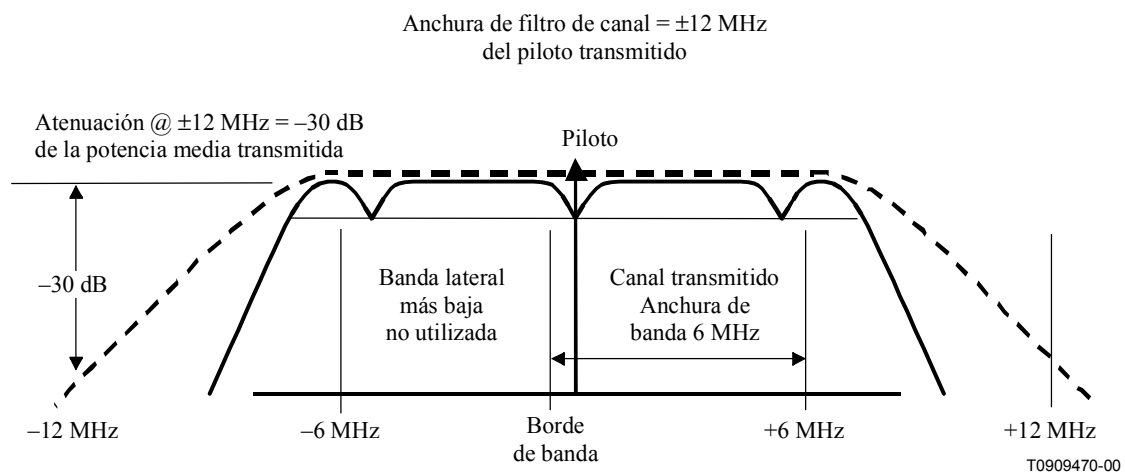 Anchura de filtro de canal = ±12 MHz
del piloto transmitido
Atenuación @ ±12 MHz = –30 dB
de la potencia media transmitida
Piloto
–30 dB
Banda lateral
más baja
no utilizada
Canal transmitido
Anchura de
banda 6 MHz
–12 MHz
–6 MHz
Borde
de banda
+6 MHz
+12 MHz
T0909470-00